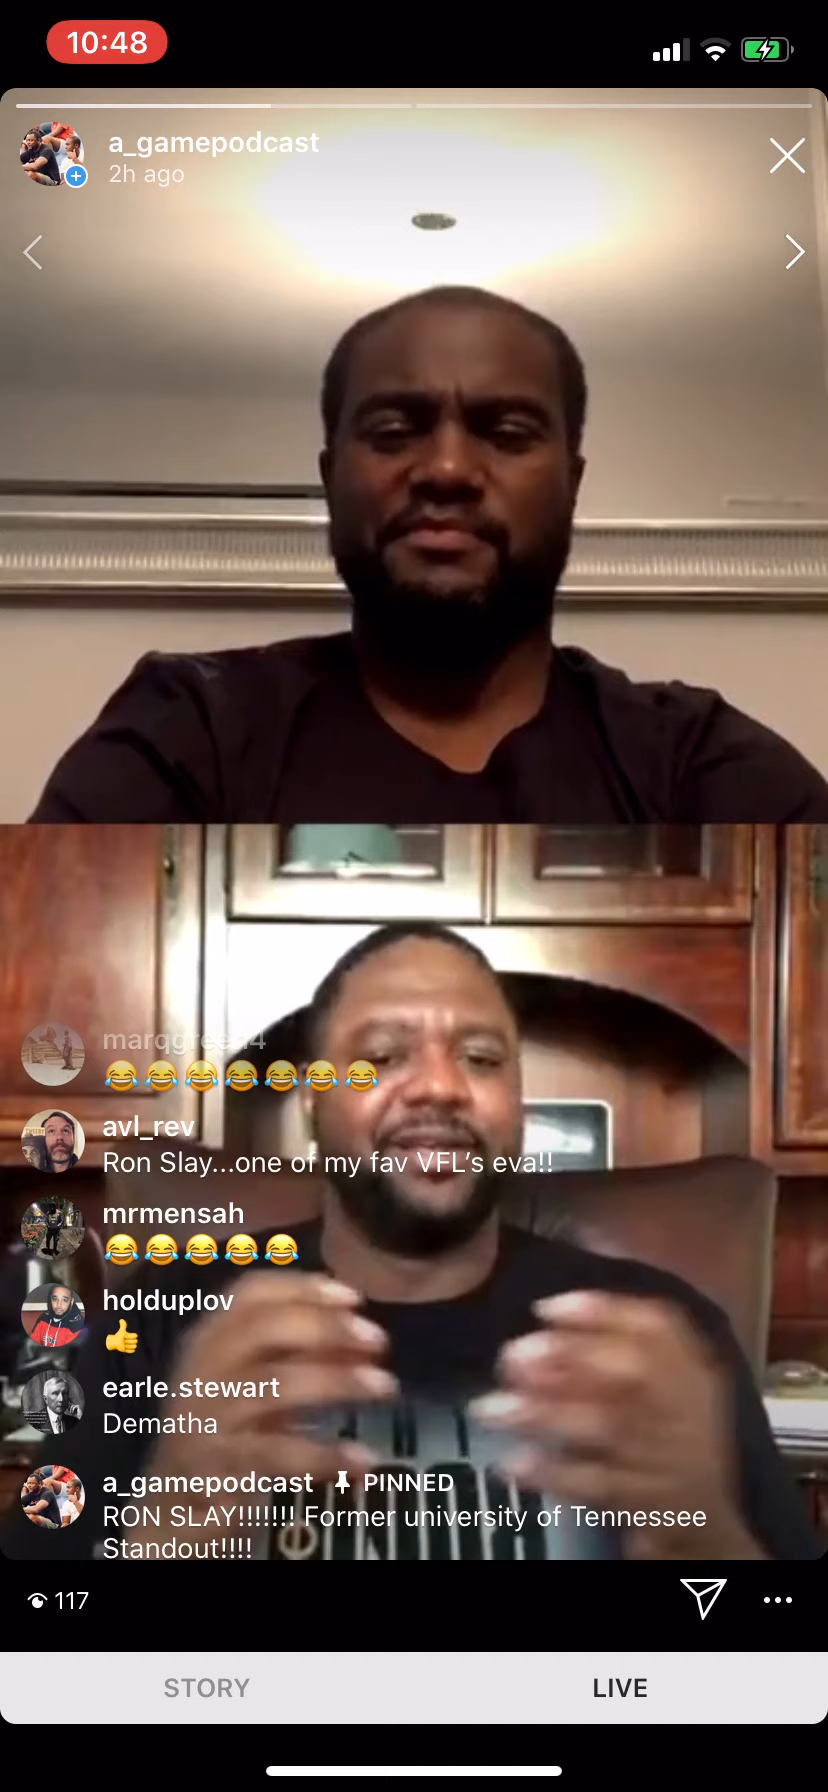 10:48
a_gamepodcast
2h ago
marqgreen4
😂😂😂😂😂😂😂
avl_rev
Ron Slay...one of my fav VFL's eva!!
mrmensah
😂😂😂😂😂
holduplov
👍
earle.stewart
Dematha
a_gamepodcast PINNED
RON SLAY!!!!!!! Former university of Tennessee
Standout!!!!
117
STORY
LIVE